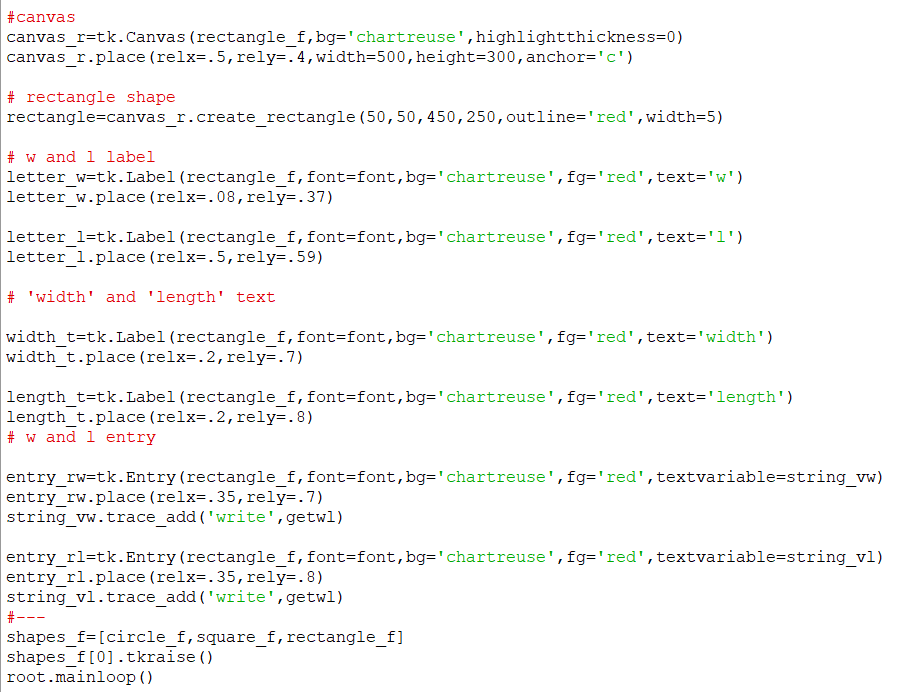 #canvas
canvas_r=tk.Canvas(rectangle_f,bg='chartreuse',highlightthickness=0)
canvas_r.place(relx=.5,rely=.4,width=500,height=300,anchor='c')
# rectangle shape
rectangle=canvas_r.create_rectangle(50,50,450,250,outline='red',width=5)
# w and l label
letter_w=tk.Label(rectangle_f,font=font,bg='chartreuse',fg='red',text='w')
letter_w.place(relx=.08,rely=.37)
letter_l=tk.Label(rectangle_f,font=font,bg='chartreuse',fg='red',text='l')
letter_l.place(relx=.5,rely=.59)
# 'width' and 'length' text
width_t=tk.Label(rectangle_f,font=font,bg='chartreuse',fg='red',text='width')
width_t.place(relx=.2,rely=.7)
length_t=tk.Label(rectangle_f,font=font,bg='chartreuse',fg='red',text='length')
length_t.place(relx=.2,rely=.8)
# w and l entry
entry_rw=tk.Entry(rectangle_f,font=font,bg='chartreuse',fg='red',textvariable=string_vw)
entry_rw.place(relx=.35,rely=.7)
string_vw.trace_add('write',getwl)
entry_rl=tk.Entry(rectangle_f,font=font,bg='chartreuse',fg='red',textvariable=string_vl)
entry_rl.place(relx=.35,rely=.8)
string_vl.trace_add('write',getwl)
#---
shapes_f=[circle_f,square_f,rectangle_f]
shapes_f[0].tkraise()
root.mainloop()